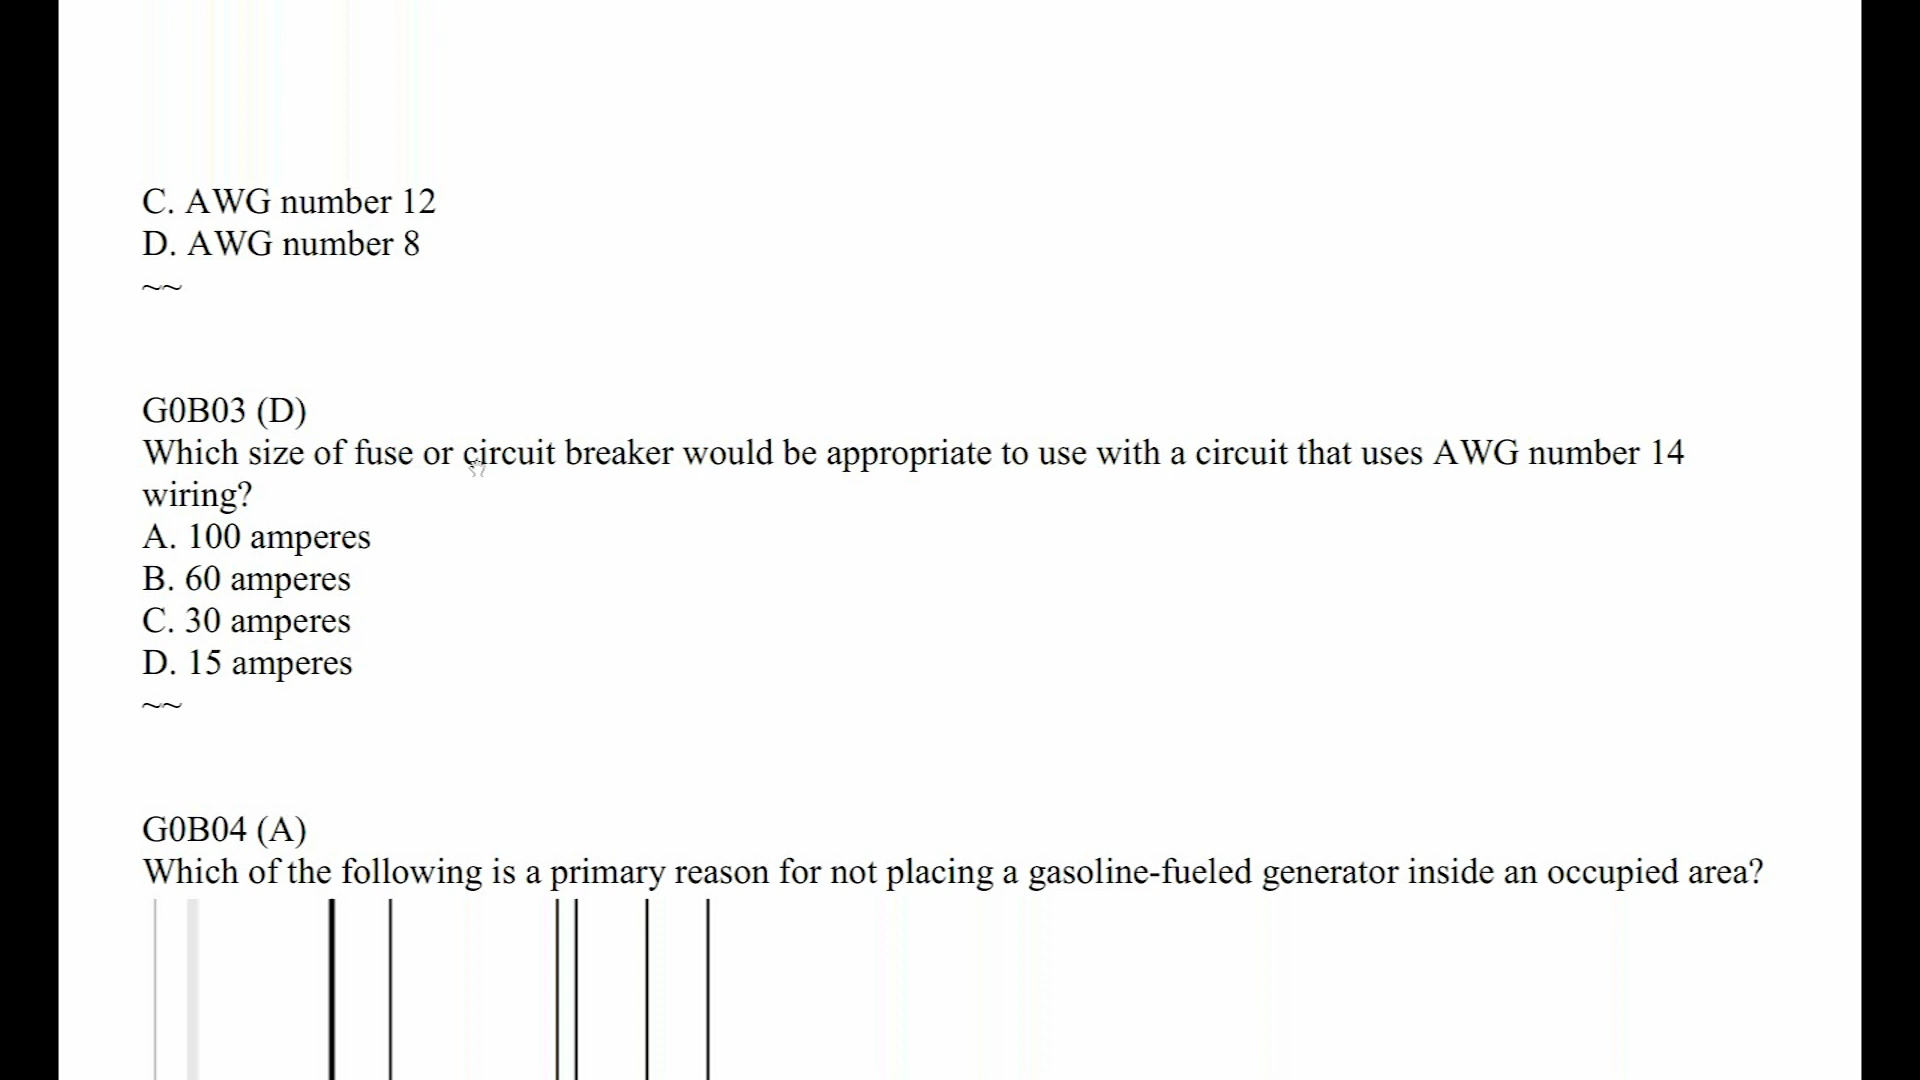 C. AWG number 12
D. AWG number 8
~~
G0B03 (D)
Which size of fuse or circuit breaker would be appropriate to use with a circuit that uses AWG number 14
wiring?
A. 100 amperes
B. 60 amperes
C. 30 amperes
D. 15 amperes
~~
G0B04 (A)
Which of the following is a primary reason for not placing a gasoline-fueled generator inside an occupied area?